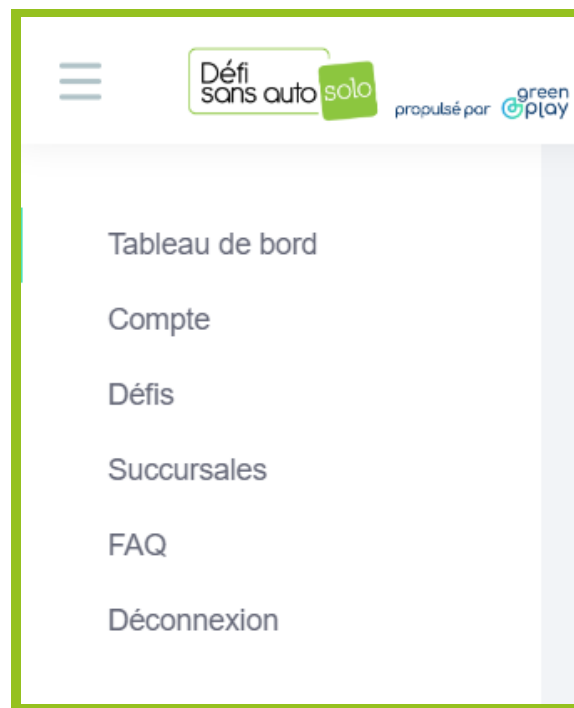 Défi
sans auto solo
propulsé par green
play
Tableau de bord
Compte
Défis
Succursales
FAQ
Déconnexion